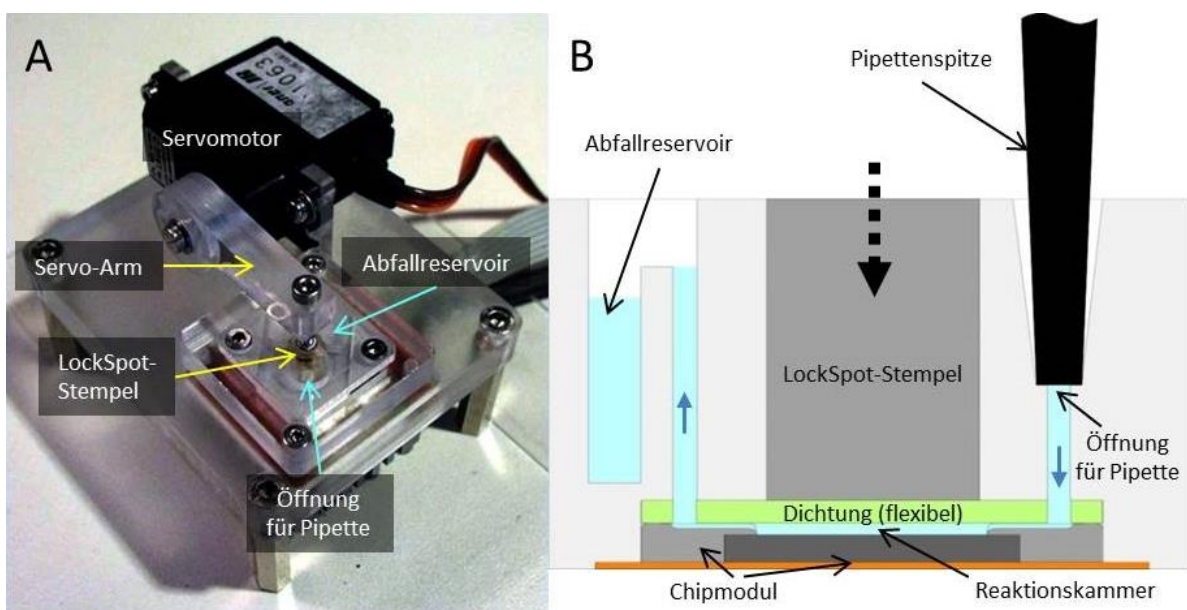 A
1063
Servomotor
Servo-Arm
Abfallreservoir
LockSpot-
Stempel
Öffnung
für Pipette
B
Pipettenspitze
Abfallreservoir
LockSpot-Stempel
Öffnung
für Pipette
Dichtung (flexibel)
Chipmodul
Reaktionskammer